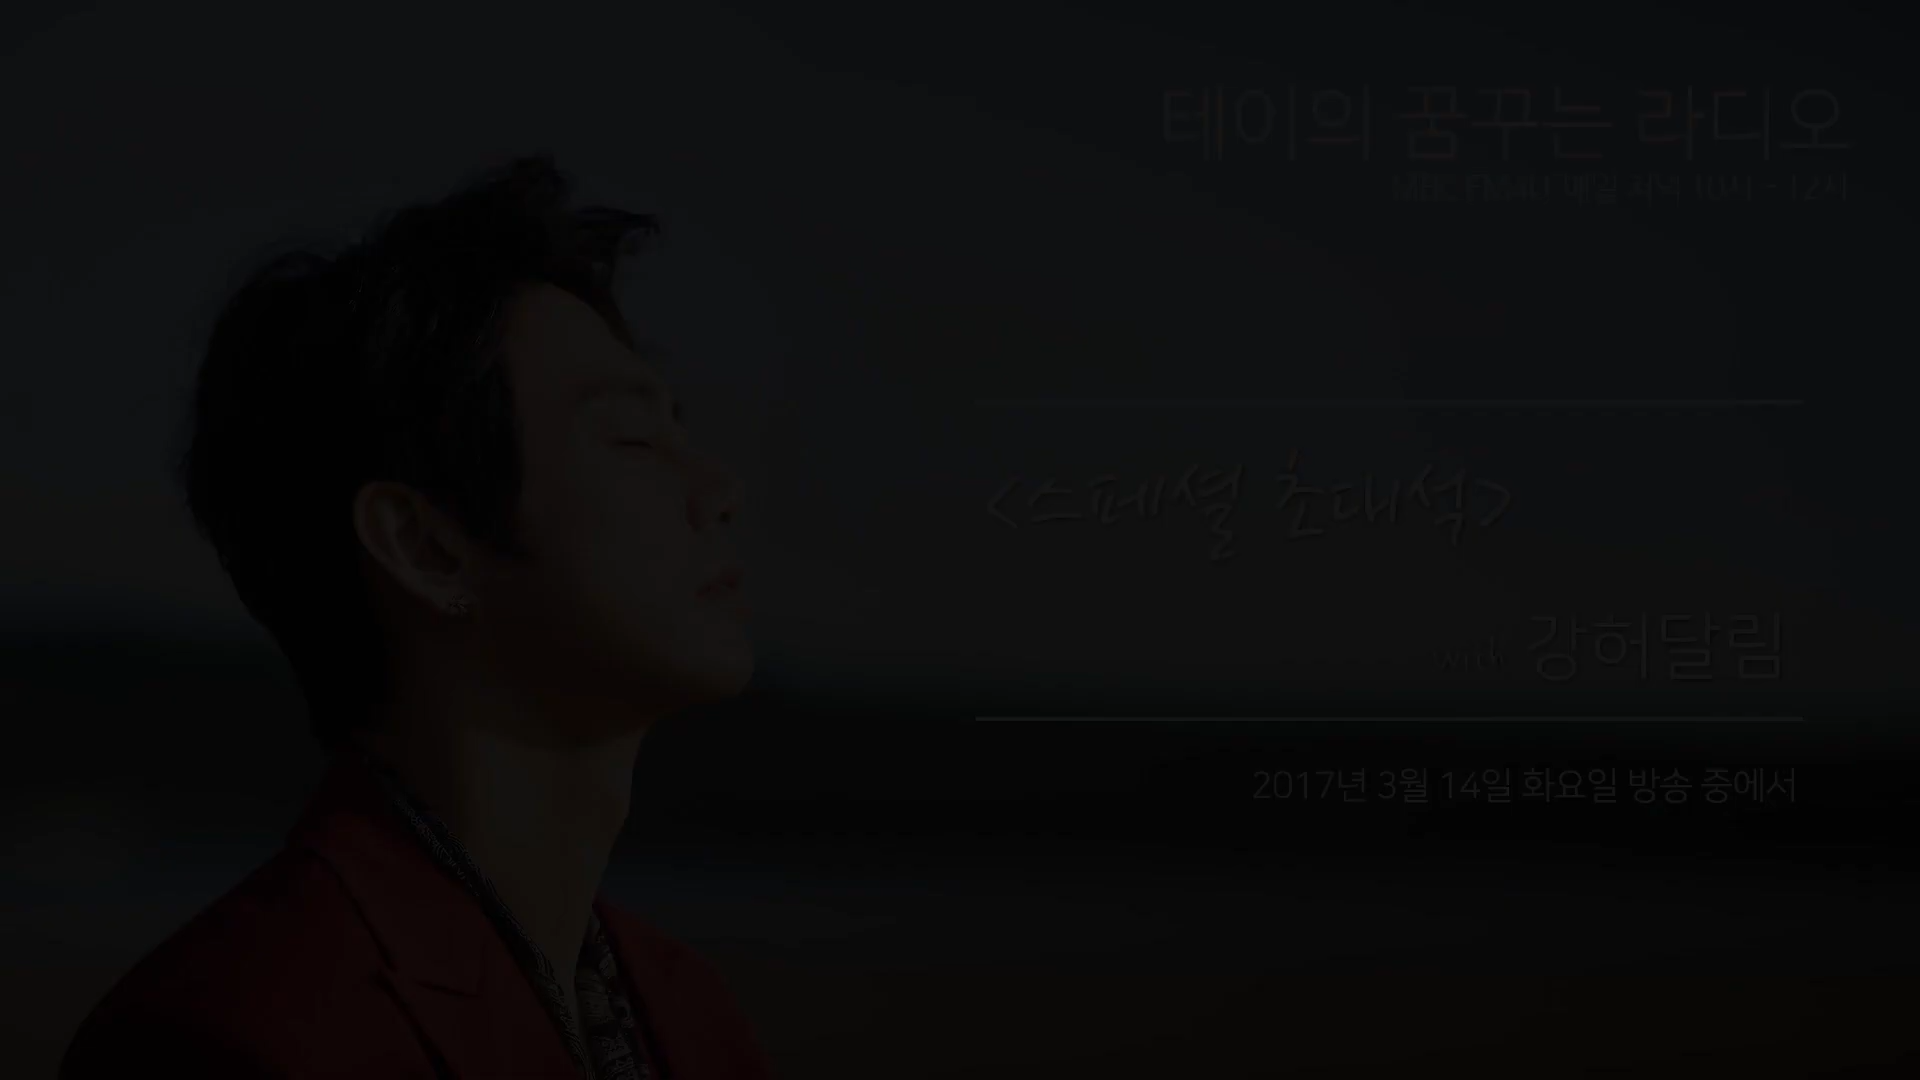 테이의 꿈꾸는 라디오
MBC FM4U 매일 저녁 10시 - 12시
<스페셜 초대석>
with 강허달림
2017년 3월 14일 화요일 방송 중에서